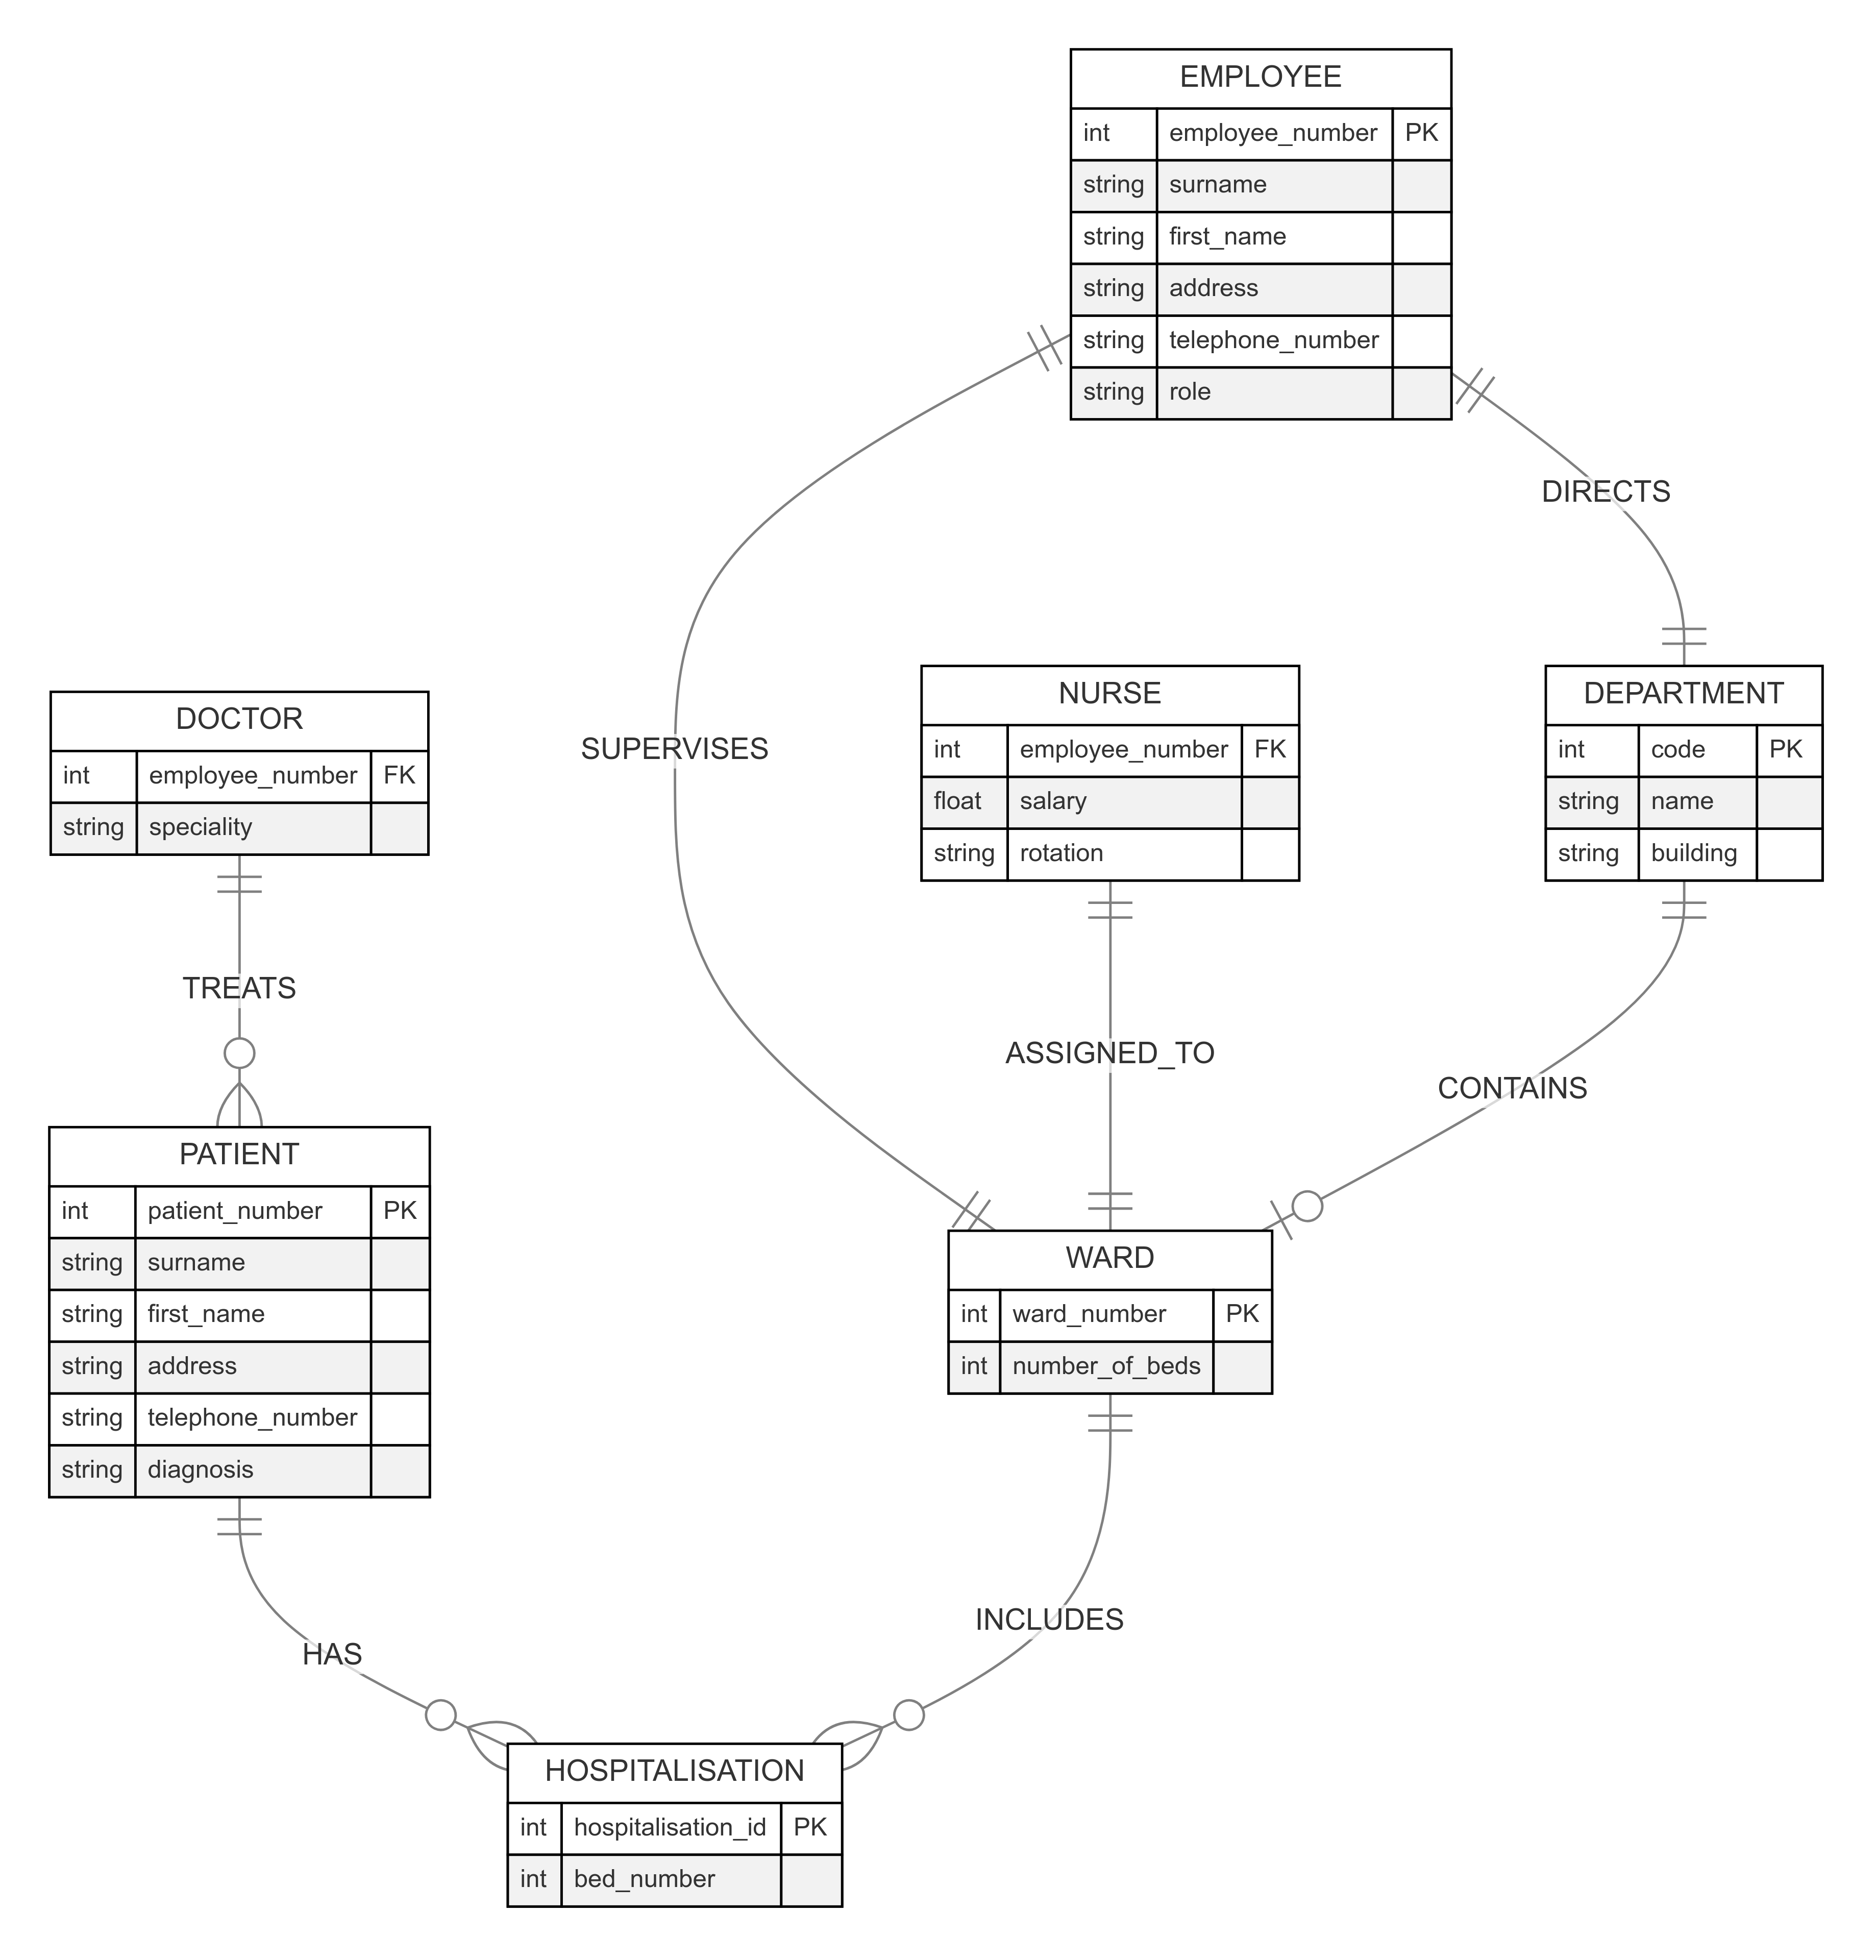 EMPLOYEE
int employee_number PK
string surname
string first_name
string address
string telephone_number
string role
DIRECTS
SUPERVISES
DOCTOR
int employee_number FK
string speciality
NURSE
int employee_number FK
float salary
string rotation
DEPARTMENT
int code PK
string name
string building
TREATS
ASSIGNED_TO
CONTAINS
PATIENT
int patient_number PK
string surname
string first_name
string address
string telephone_number
string diagnosis
WARD
int ward_number PK
int number_of_beds
HAS
INCLUDES
HOSPITALISATION
int hospitalisation_id PK
int bed_number